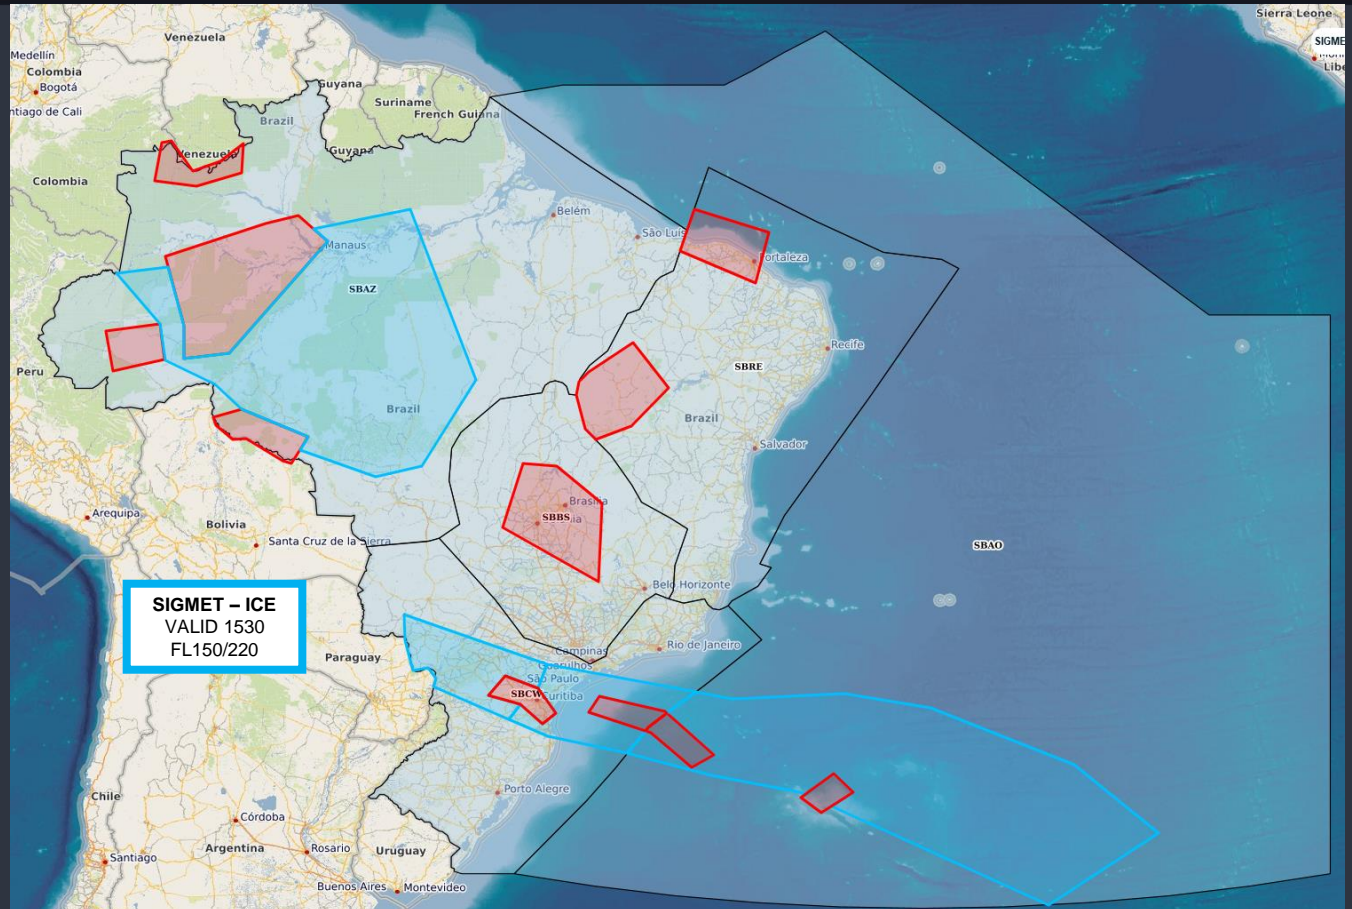 Sierra Leone
Venezuela
SIGME
Medellín
Colombia
Bogotá
Guyana
Suriname
French Guiana
ntiago de Cali
Brazil
Guyana
Venezuela
Colombia
Belém
São Luís
Manaus
Fortaleza
SBAZ
Recife
Peru
SBRE
Brazil
Brazil
Salvador
Brasília
SBBS
Arequipa
Bolivia
Santa Cruz de la Sierra
SBAO
Belo Horizonte
SIGMET – ICE
VALID 1530
FL150/220
Rio de Janeiro
Campinas
Paraguay
Guarulhos
São Paulo
SBCW
Curitiba
Chile
Porto Alegre
Córdoba
Argentina
Rosario
Uruguay
Santiago
Buenos Aires
Montevideo